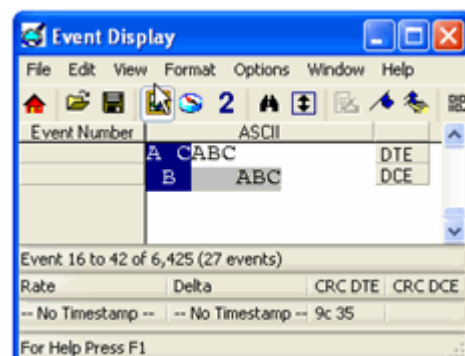 Event Display
File Edit View Format Options Window Help
2
Event Number ASCII
A CABC DTE
B ABC DCE
Event 16 to 42 of 6,425 (27 events)
Rate Delta CRC DTE CRC DCE
-- No Timestamp -- -- No Timestamp -- 9c 35
For Help Press F1